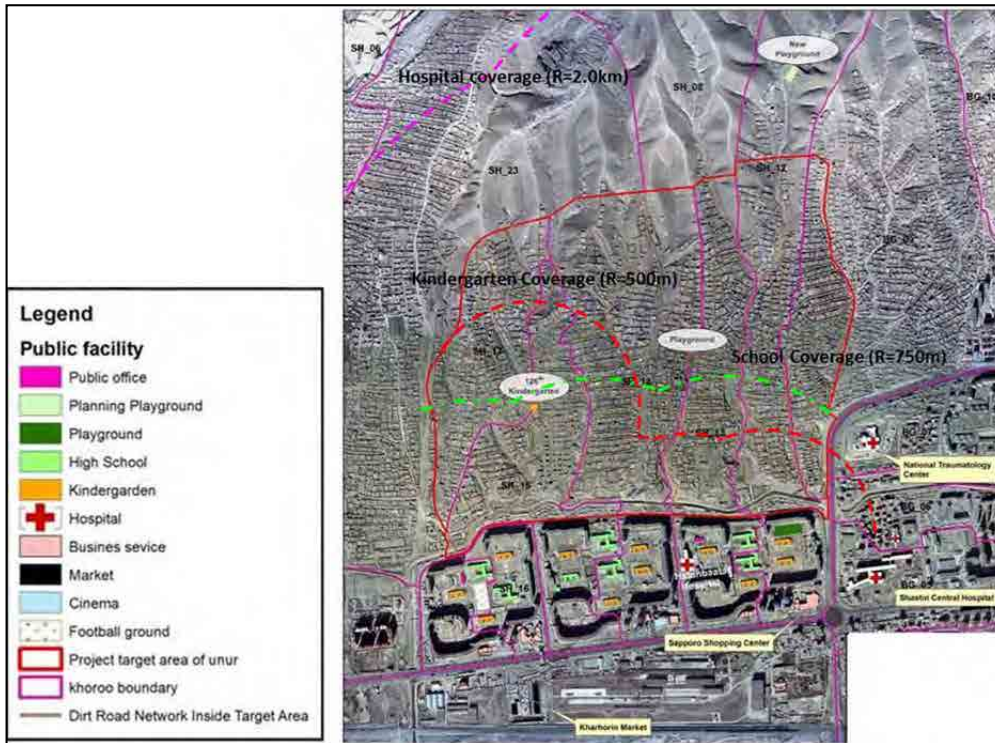 Legend
Public facility
Public office
Planning Playground
Playground
High School
Kindergarden
Hospital
Busines sevice
Market
Cinema
Football ground
Project target area of unur
khoroo boundary
Dirt Road Network Inside Target Area
SH_06
New
Playground
Hospital coverage (R=2.0km)
SH_08
SH_23
SH_12
Kindergarten Coverage (R=500m)
Playground
School Coverage (R=750m)
SH_17
126th
Kindergarten
SH_15
National Traumatology
Center
BG_06
SH_16
Shastin Central Hospital
Sapporo Shopping Center
Kharhorin Market